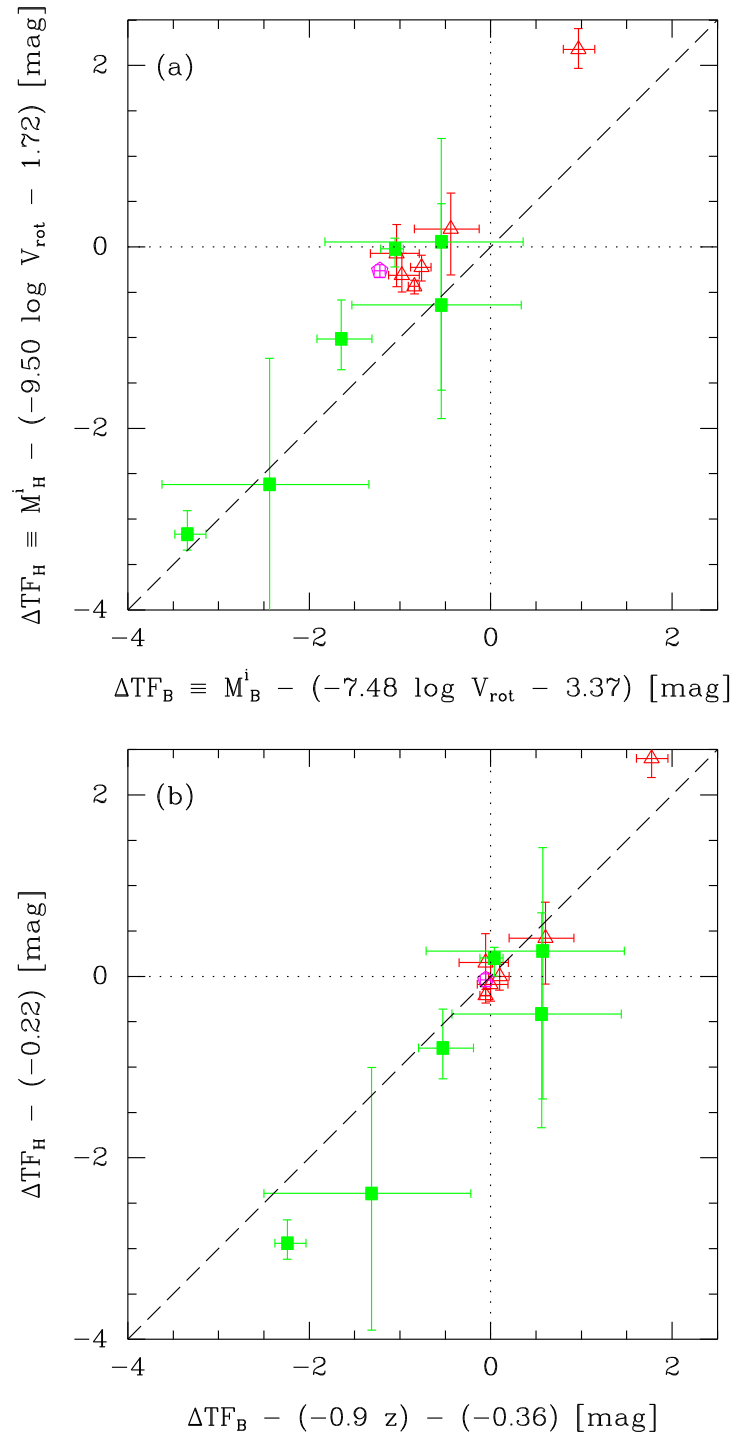 (a)
ΔTF_H ≡ M^i_H − (−9.50 log V_rot − 1.72) [mag]
2
0
−2
−4
−4 −2 0 2
ΔTF_B ≡ M^i_B − (−7.48 log V_rot − 3.37) [mag]
(b)
ΔTF_H − (−0.22) [mag]
2
0
−2
−4
−4 −2 0 2
ΔTF_B − (−0.9 z) − (−0.36) [mag]